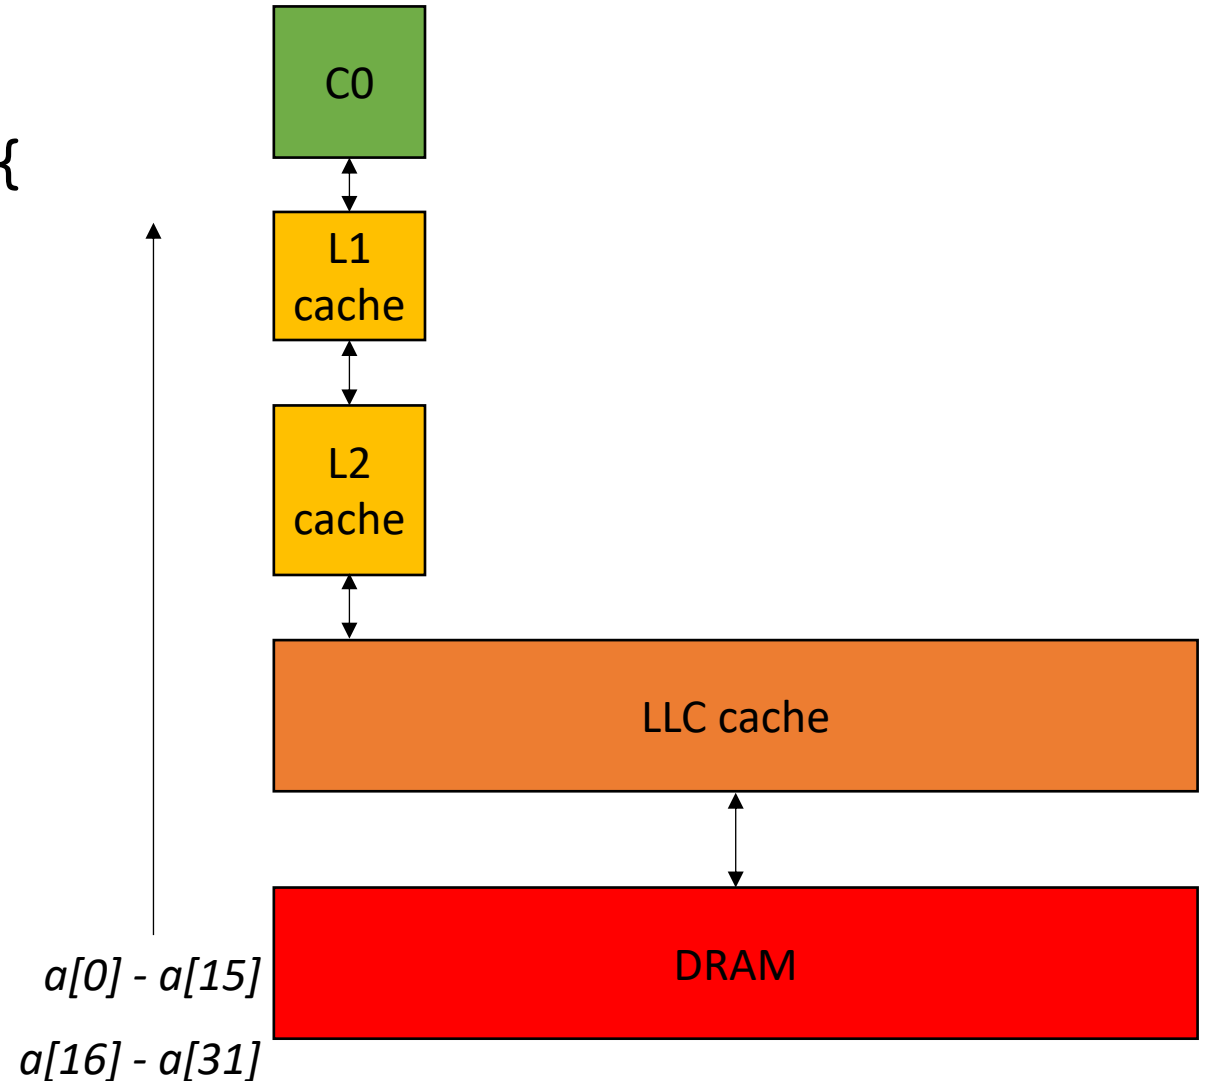 C0
{
L1
cache
L2
cache
LLC cache
DRAM
a[0] - a[15]
a[16] - a[31]